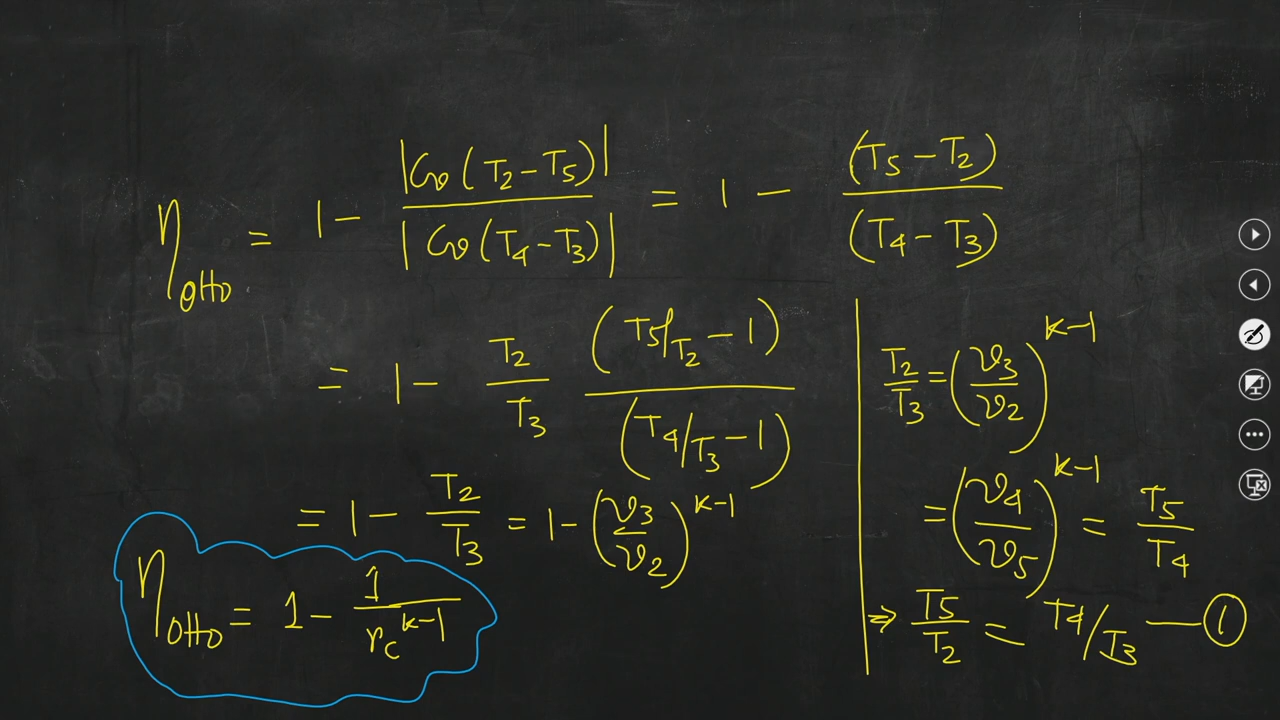 η_Otto = 1 - |Cv(T2-T5)| / |Cv(T4-T3)| = 1 - (T5-T2) / (T4-T3)
= 1 - T2/T3 (T5/T2 - 1) / (T4/T3 - 1)
= 1 - T2/T3 = 1 - (v3/v2)^(k-1)
η_Otto = 1 - 1 / r_c^(k-1)
T2/T3 = (v3/v2)^(k-1)
= (v4/v5)^(k-1) = T5/T4
⇒ T5/T2 = T4/T3 — ①